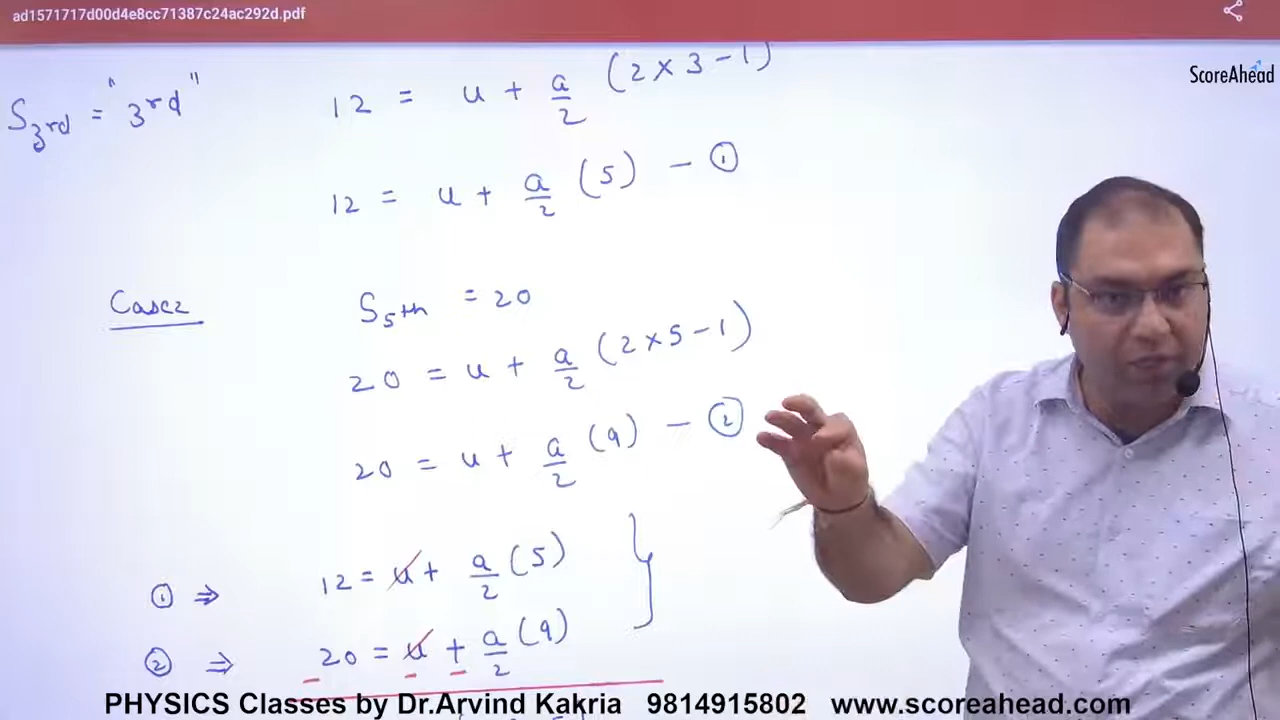 ad1571717d00d4e8cc71387c24ac292d.pdf
ScoreAhead
S3rd = "3rd"
12 = u + a/2 (2 × 3 - 1)
12 = u + a/2 (5) - ①
Case2
S5th = 20
20 = u + a/2 (2 × 5 - 1)
20 = u + a/2 (9) - ②
① ⇒ 12 = u + a/2 (5)
② ⇒ 20 = u + a/2 (9)
PHYSICS Classes by Dr.Arvind Kakria 9814915802 www.scoreahead.com